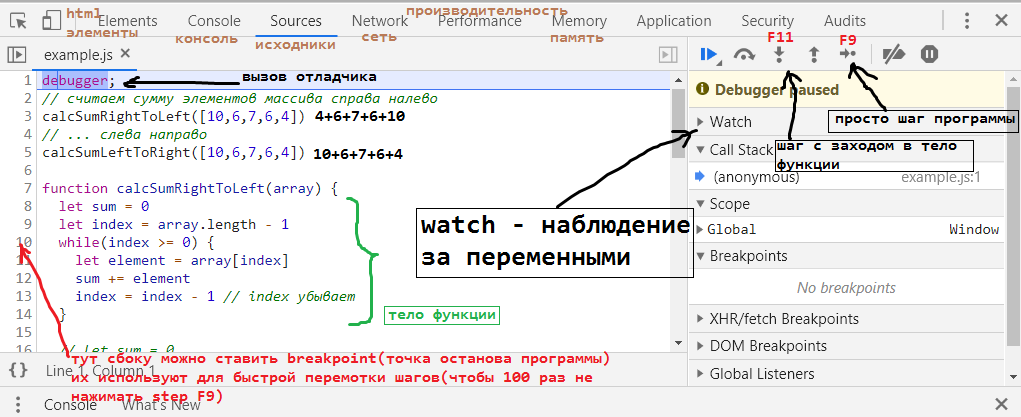 html элементы
производительность
Elements Console Sources Network Performance Memory Application Security Audits
консоль
исходники
сеть
память
F11
F9
example.js
1 debugger;
вызов отладчика
2 // считаем сумму элементов массива справа налево
3 calcSumRightToLeft([10,6,7,6,4]) 4+6+7+6+10
4 // ... слева направо
5 calcSumLeftToRight([10,6,7,6,4]) 10+6+7+6+4
6
7 function calcSumRightToLeft(array) {
8 let sum = 0
9 let index = array.length - 1
10 while(index >= 0) {
11 let element = array[index]
12 sum += element
13 index = index - 1 // index убывает
14 }
15
16 // let sum = 0
тело функции
watch - наблюдение
за переменными
тут сбоку можно ставить breakpoint(точка останова программы)
их используют для быстрой перемотки шагов(чтобы 100 раз не
нажимать step F9)
{} Line 1, Column 1
Debugger paused
просто шаг программы
Watch
шаг с заходом в тело
функции
Call Stack
(anonymous) example.js:1
Scope
Global Window
Breakpoints
No breakpoints
XHR/fetch Breakpoints
DOM Breakpoints
Global Listeners
Console What's New